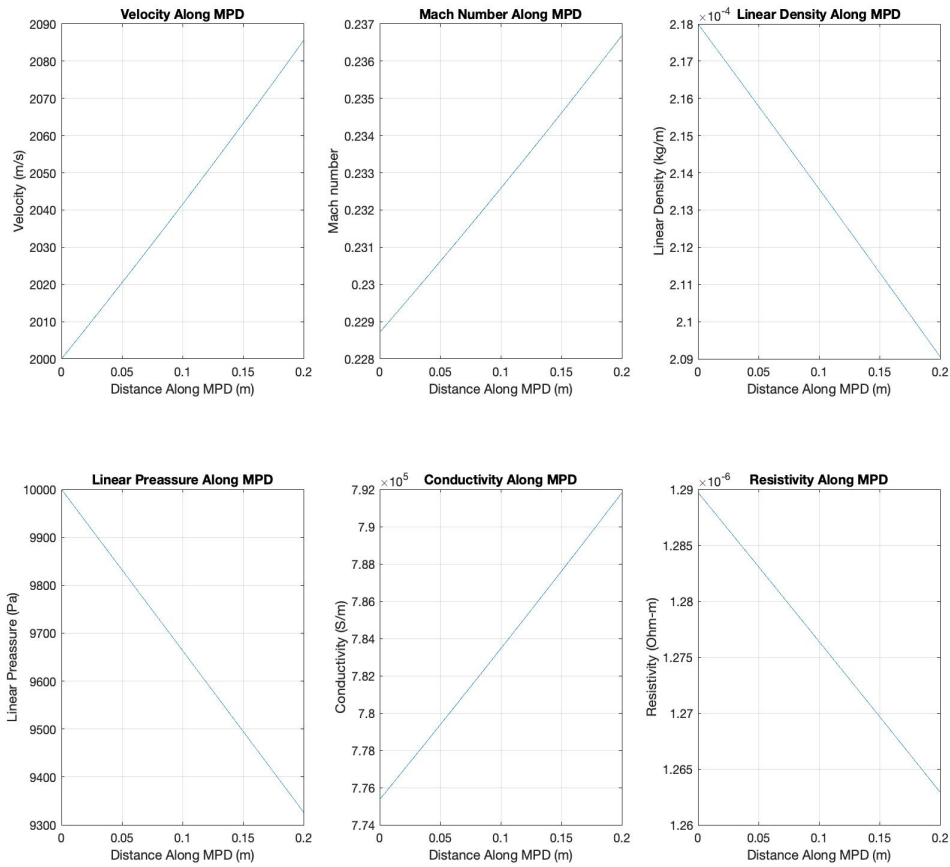 Velocity Along MPD
2090
2080
2070
2060
2050
2040
2030
2020
2010
2000
Velocity (m/s)
0 0.05 0.1 0.15 0.2
Distance Along MPD (m)
Mach Number Along MPD
0.237
0.236
0.235
0.234
0.233
0.232
0.231
0.23
0.229
0.228
Mach number
0 0.05 0.1 0.15 0.2
Distance Along MPD (m)
×10⁻⁴ Linear Density Along MPD
2.18
2.17
2.16
2.15
2.14
2.13
2.12
2.11
2.1
2.09
Linear Density (kg/m)
0 0.05 0.1 0.15 0.2
Distance Along MPD (m)
Linear Preassure Along MPD
10000
9900
9800
9700
9600
9500
9400
9300
Linear Preassure (Pa)
0 0.05 0.1 0.15 0.2
Distance Along MPD (m)
×10⁵ Conductivity Along MPD
7.92
7.9
7.88
7.86
7.84
7.82
7.8
7.78
7.76
7.74
Conductivity (S/m)
0 0.05 0.1 0.15 0.2
Distance Along MPD (m)
×10⁻⁶ Resistivity Along MPD
1.29
1.285
1.28
1.275
1.27
1.265
1.26
Resistivity (Ohm-m)
0 0.05 0.1 0.15 0.2
Distance Along MPD (m)